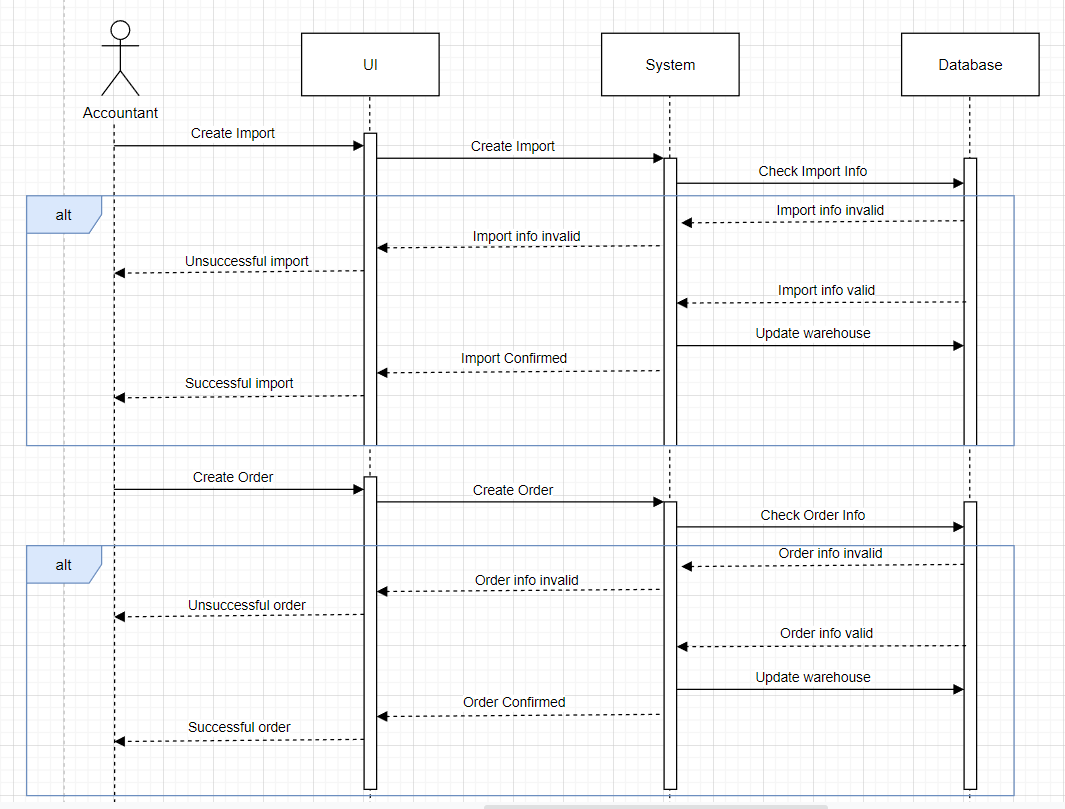 UI
System
Database
Accountant
Create Import
Create Import
Check Import Info
alt
Import info invalid
Import info invalid
Unsuccessful import
Import info valid
Update warehouse
Import Confirmed
Successful import
Create Order
Create Order
Check Order Info
alt
Order info invalid
Order info invalid
Unsuccessful order
Order info valid
Update warehouse
Order Confirmed
Successful order